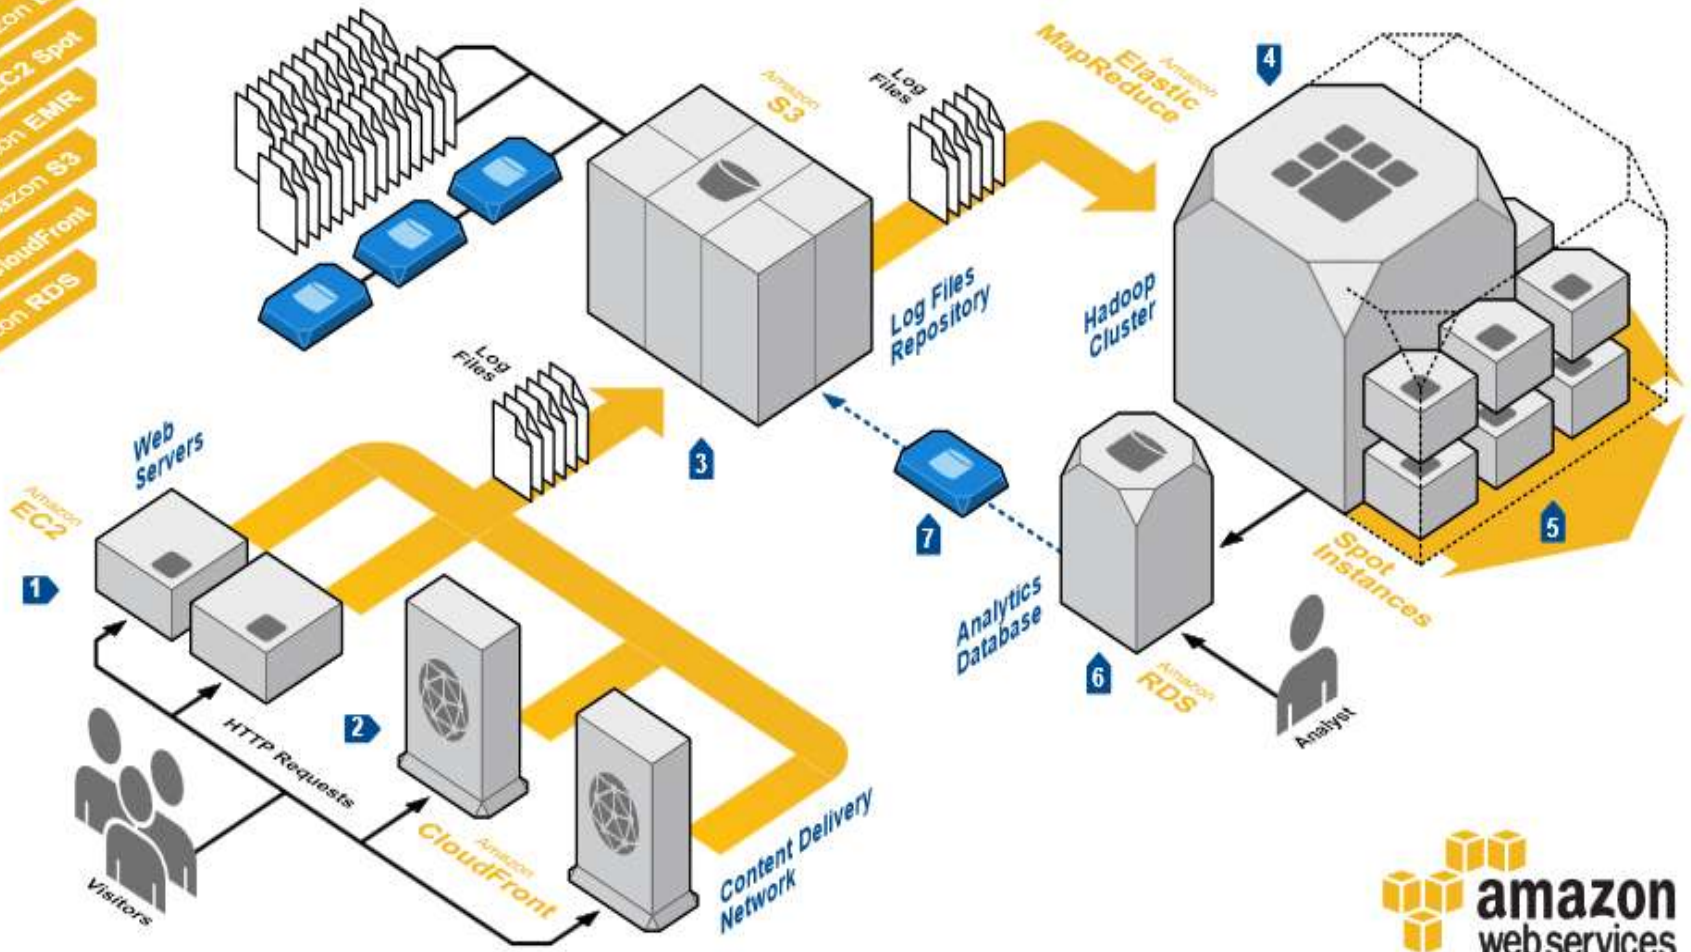 EC2 Spot
EMR
S3
CloudFront
RDS
Log
Files
Amazon
S3
Log
Files
Amazon
Elastic
MapReduce
4
Log Files
Repository
Hadoop
Cluster
Web
Servers
Amazon
EC2
1
3
7
5
Spot
Instances
Analytics
Database
6
Amazon
RDS
Analyst
2
HTTP Requests
Visitors
Amazon
CloudFront
Content Delivery
Network
amazon
web services